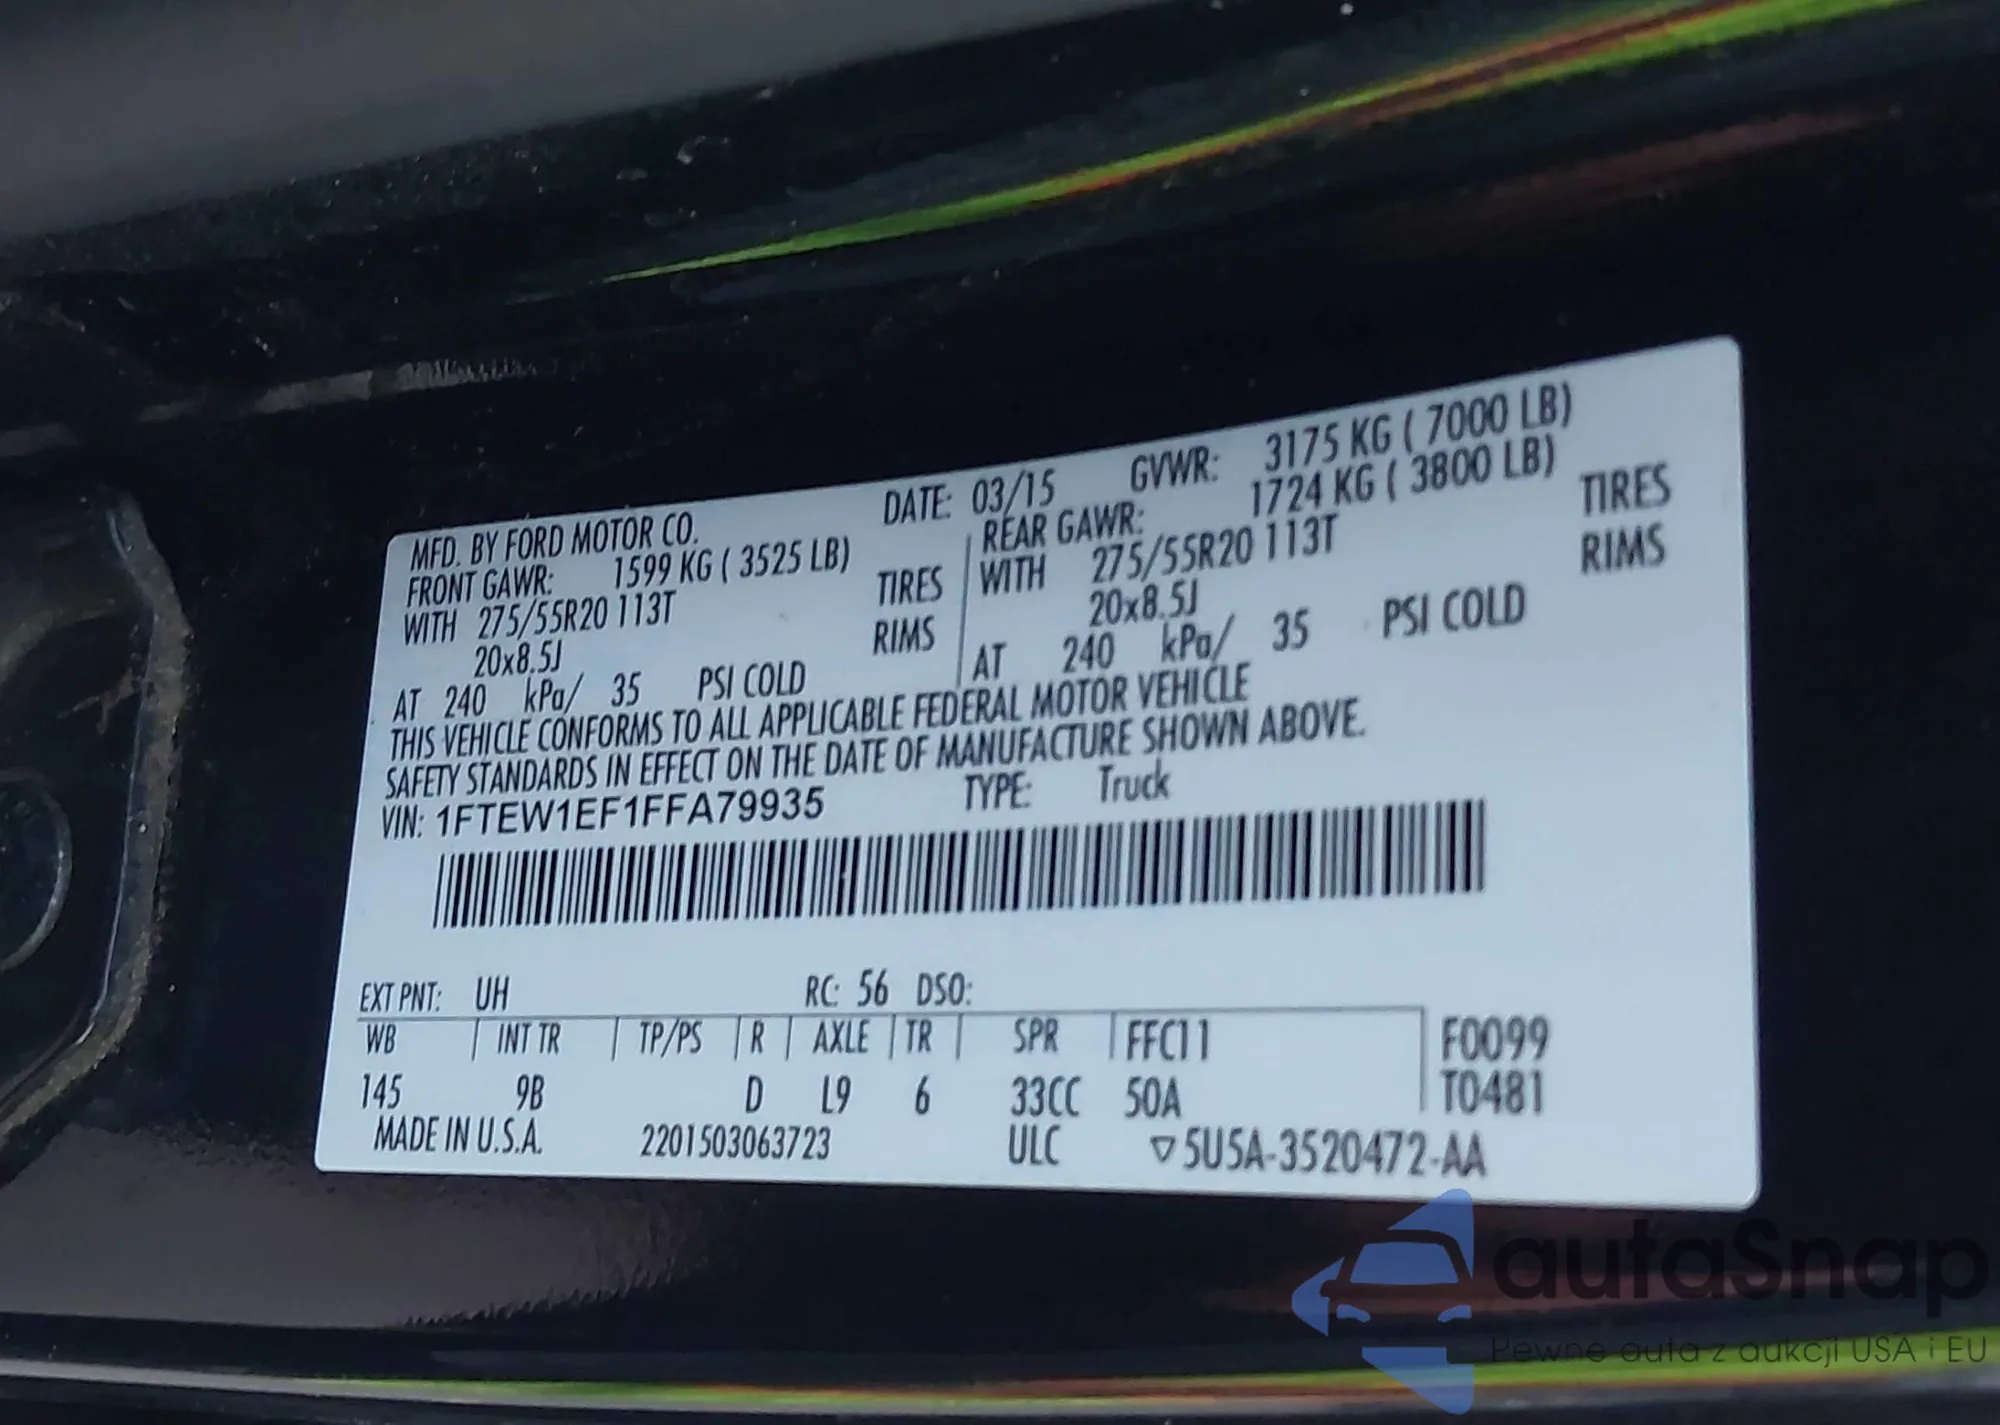 MFD. BY FORD MOTOR CO. DATE: 03/15 GVWR: 3175 KG ( 7000 LB)
FRONT GAWR: 1599 KG ( 3525 LB) REAR GAWR: 1724 KG ( 3800 LB)
WITH 275/55R20 113T TIRES WITH 275/55R20 113T TIRES
20x8.5J RIMS 20x8.5J RIMS
AT 240 kPa/ 35 PSI COLD AT 240 kPa/ 35 PSI COLD
THIS VEHICLE CONFORMS TO ALL APPLICABLE FEDERAL MOTOR VEHICLE
SAFETY STANDARDS IN EFFECT ON THE DATE OF MANUFACTURE SHOWN ABOVE.
VIN: 1FTEW1EF1FFA79935 TYPE: Truck
EXT PNT: UH RC: 56 DSO:
WB INT TR TP/PS R AXLE TR SPR FFC11 F0099
145 9B D L9 6 33CC 50A T0481
MADE IN U.S.A. 2201503063723 ULC ▽5U5A-3520472-AA
autaSnap
Pewne auta z aukcji USA i EU